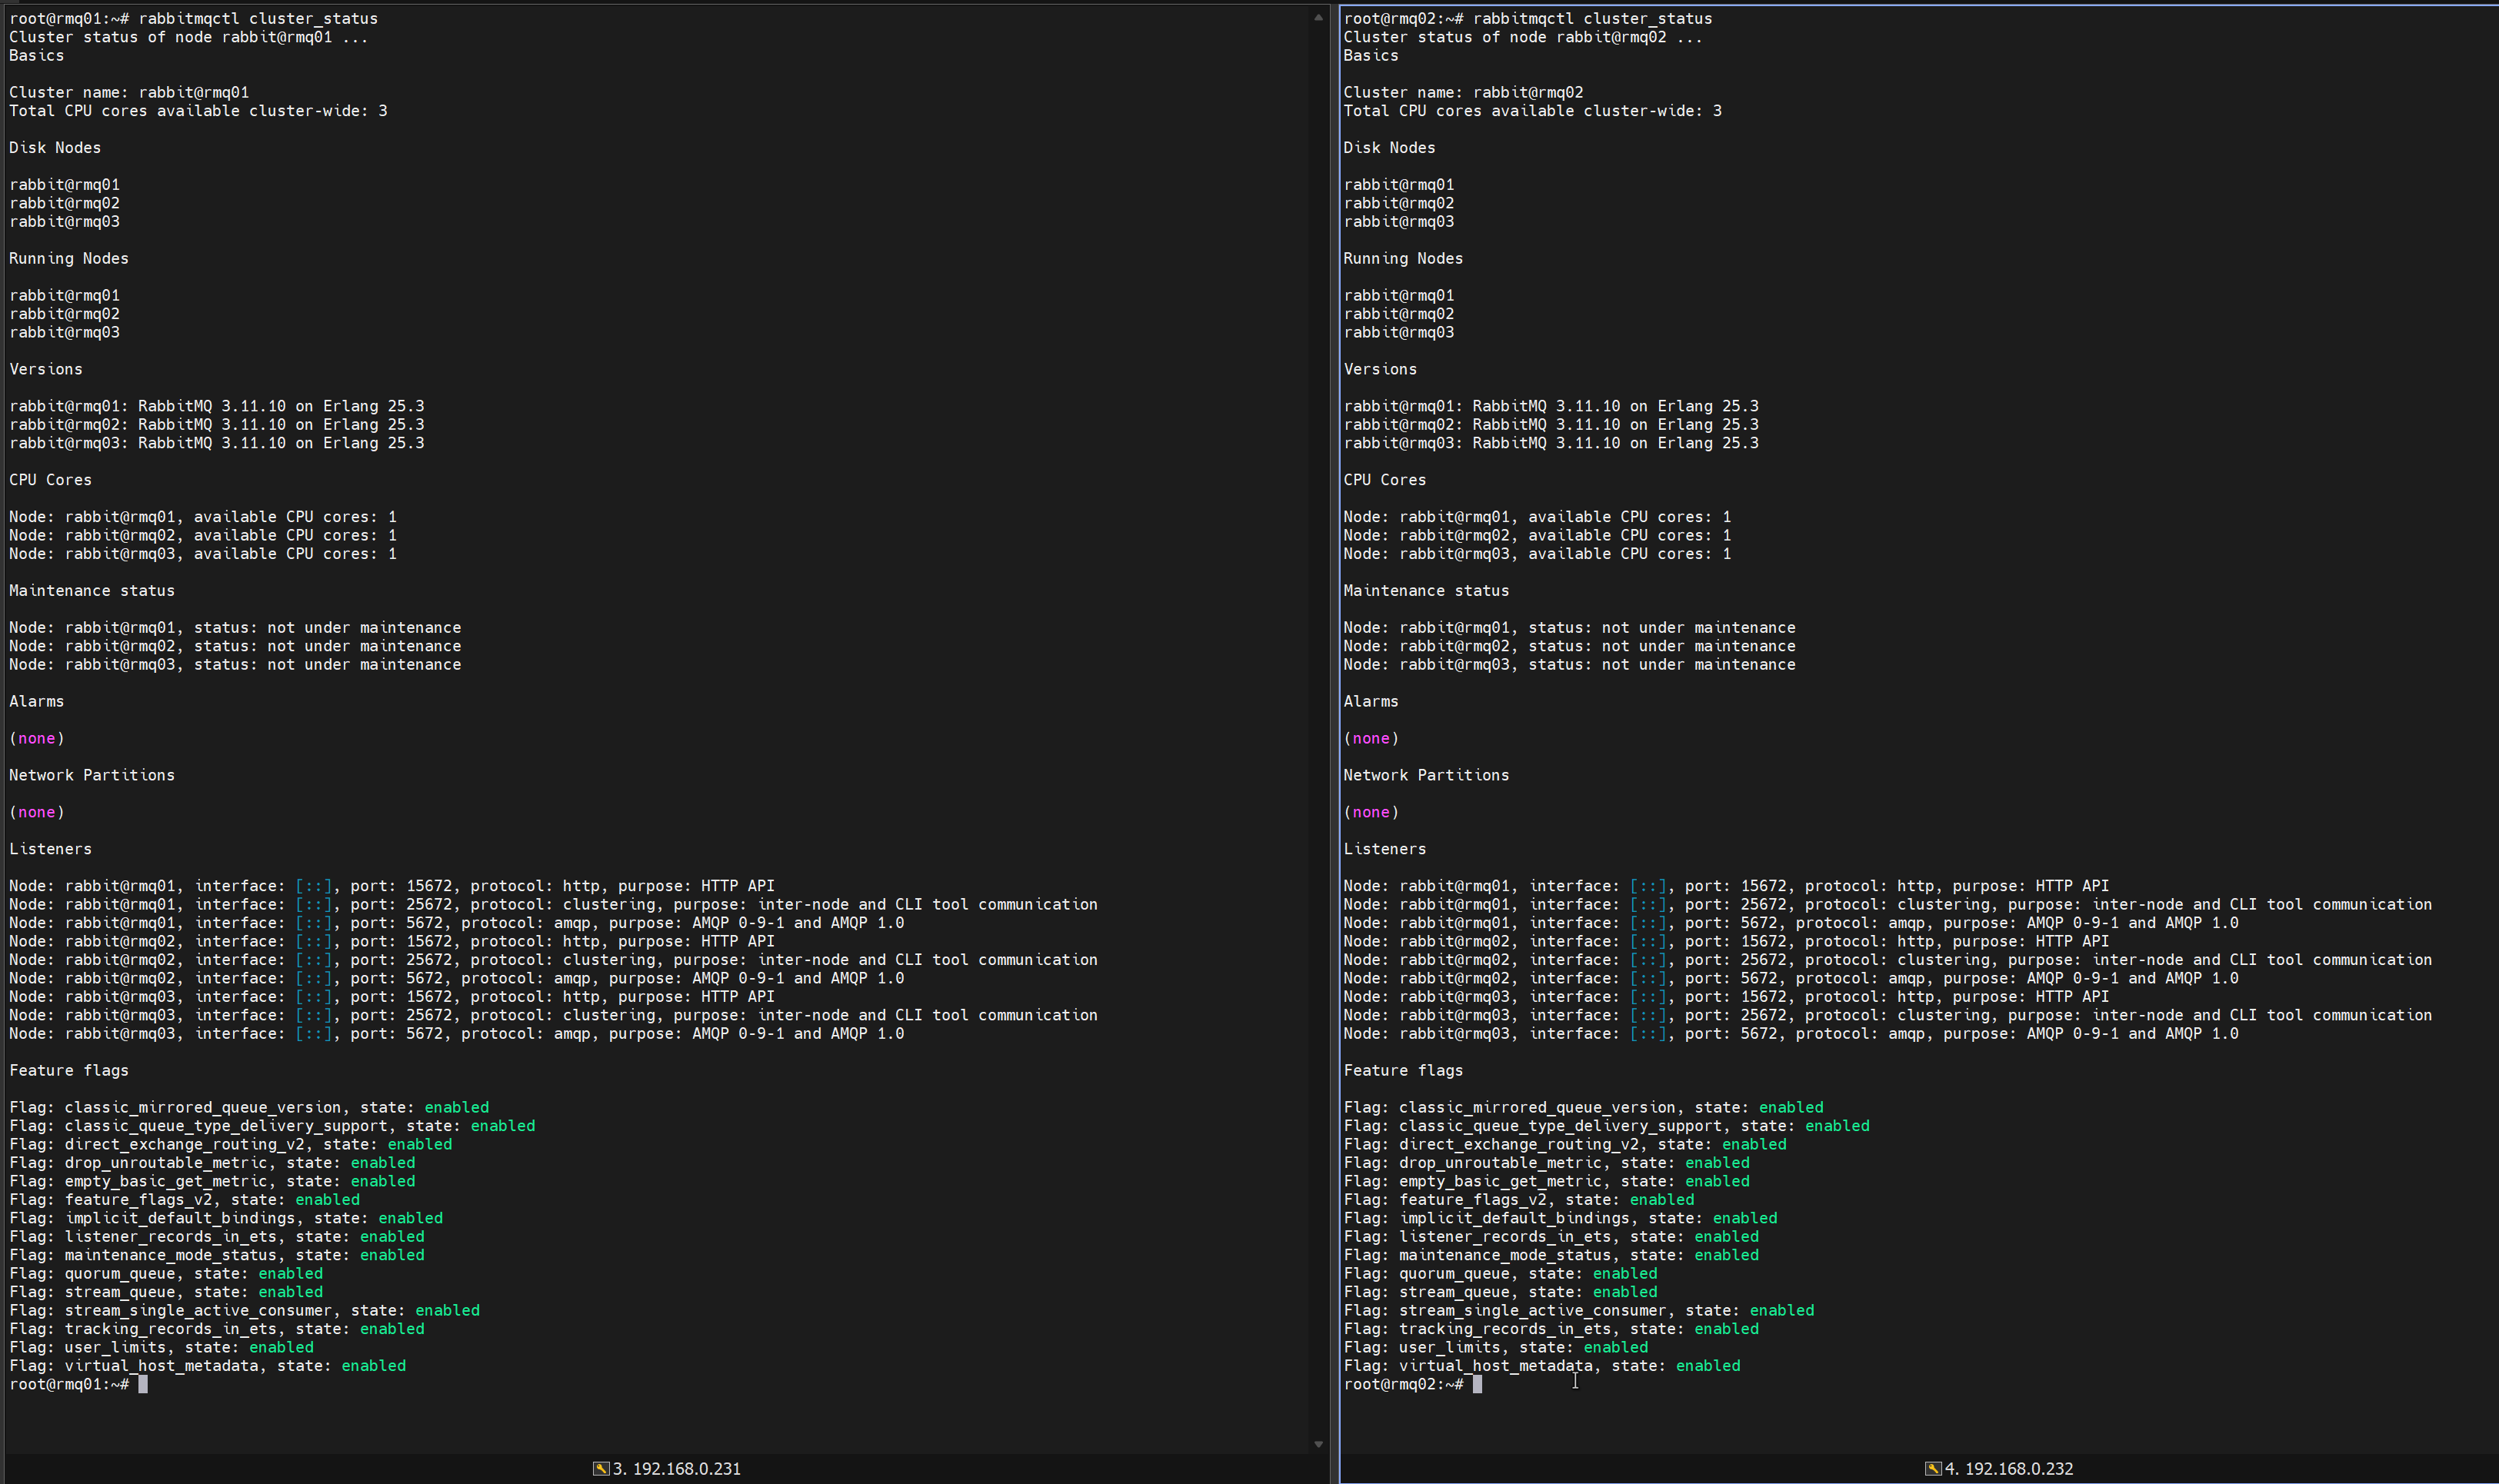 root@rmq01:~# rabbitmqctl cluster_status
Cluster status of node rabbit@rmq01 ...
Basics

Cluster name: rabbit@rmq01
Total CPU cores available cluster-wide: 3

Disk Nodes

rabbit@rmq01
rabbit@rmq02
rabbit@rmq03

Running Nodes

rabbit@rmq01
rabbit@rmq02
rabbit@rmq03

Versions

rabbit@rmq01: RabbitMQ 3.11.10 on Erlang 25.3
rabbit@rmq02: RabbitMQ 3.11.10 on Erlang 25.3
rabbit@rmq03: RabbitMQ 3.11.10 on Erlang 25.3

CPU Cores

Node: rabbit@rmq01, available CPU cores: 1
Node: rabbit@rmq02, available CPU cores: 1
Node: rabbit@rmq03, available CPU cores: 1

Maintenance status

Node: rabbit@rmq01, status: not under maintenance
Node: rabbit@rmq02, status: not under maintenance
Node: rabbit@rmq03, status: not under maintenance

Alarms

(none)

Network Partitions

(none)

Listeners

Node: rabbit@rmq01, interface: [::], port: 15672, protocol: http, purpose: HTTP API
Node: rabbit@rmq01, interface: [::], port: 25672, protocol: clustering, purpose: inter-node and CLI tool communication
Node: rabbit@rmq01, interface: [::], port: 5672, protocol: amqp, purpose: AMQP 0-9-1 and AMQP 1.0
Node: rabbit@rmq02, interface: [::], port: 15672, protocol: http, purpose: HTTP API
Node: rabbit@rmq02, interface: [::], port: 25672, protocol: clustering, purpose: inter-node and CLI tool communication
Node: rabbit@rmq02, interface: [::], port: 5672, protocol: amqp, purpose: AMQP 0-9-1 and AMQP 1.0
Node: rabbit@rmq03, interface: [::], port: 15672, protocol: http, purpose: HTTP API
Node: rabbit@rmq03, interface: [::], port: 25672, protocol: clustering, purpose: inter-node and CLI tool communication
Node: rabbit@rmq03, interface: [::], port: 5672, protocol: amqp, purpose: AMQP 0-9-1 and AMQP 1.0

Feature flags

Flag: classic_mirrored_queue_version, state: enabled
Flag: classic_queue_type_delivery_support, state: enabled
Flag: direct_exchange_routing_v2, state: enabled
Flag: drop_unroutable_metric, state: enabled
Flag: empty_basic_get_metric, state: enabled
Flag: feature_flags_v2, state: enabled
Flag: implicit_default_bindings, state: enabled
Flag: listener_records_in_ets, state: enabled
Flag: maintenance_mode_status, state: enabled
Flag: quorum_queue, state: enabled
Flag: stream_queue, state: enabled
Flag: stream_single_active_consumer, state: enabled
Flag: tracking_records_in_ets, state: enabled
Flag: user_limits, state: enabled
Flag: virtual_host_metadata, state: enabled
root@rmq01:~#
3. 192.168.0.231
root@rmq02:~# rabbitmqctl cluster_status
Cluster status of node rabbit@rmq02 ...
Basics

Cluster name: rabbit@rmq02
Total CPU cores available cluster-wide: 3

Disk Nodes

rabbit@rmq01
rabbit@rmq02
rabbit@rmq03

Running Nodes

rabbit@rmq01
rabbit@rmq02
rabbit@rmq03

Versions

rabbit@rmq01: RabbitMQ 3.11.10 on Erlang 25.3
rabbit@rmq02: RabbitMQ 3.11.10 on Erlang 25.3
rabbit@rmq03: RabbitMQ 3.11.10 on Erlang 25.3

CPU Cores

Node: rabbit@rmq01, available CPU cores: 1
Node: rabbit@rmq02, available CPU cores: 1
Node: rabbit@rmq03, available CPU cores: 1

Maintenance status

Node: rabbit@rmq01, status: not under maintenance
Node: rabbit@rmq02, status: not under maintenance
Node: rabbit@rmq03, status: not under maintenance

Alarms

(none)

Network Partitions

(none)

Listeners

Node: rabbit@rmq01, interface: [::], port: 15672, protocol: http, purpose: HTTP API
Node: rabbit@rmq01, interface: [::], port: 25672, protocol: clustering, purpose: inter-node and CLI tool communication
Node: rabbit@rmq01, interface: [::], port: 5672, protocol: amqp, purpose: AMQP 0-9-1 and AMQP 1.0
Node: rabbit@rmq02, interface: [::], port: 15672, protocol: http, purpose: HTTP API
Node: rabbit@rmq02, interface: [::], port: 25672, protocol: clustering, purpose: inter-node and CLI tool communication
Node: rabbit@rmq02, interface: [::], port: 5672, protocol: amqp, purpose: AMQP 0-9-1 and AMQP 1.0
Node: rabbit@rmq03, interface: [::], port: 15672, protocol: http, purpose: HTTP API
Node: rabbit@rmq03, interface: [::], port: 25672, protocol: clustering, purpose: inter-node and CLI tool communication
Node: rabbit@rmq03, interface: [::], port: 5672, protocol: amqp, purpose: AMQP 0-9-1 and AMQP 1.0

Feature flags

Flag: classic_mirrored_queue_version, state: enabled
Flag: classic_queue_type_delivery_support, state: enabled
Flag: direct_exchange_routing_v2, state: enabled
Flag: drop_unroutable_metric, state: enabled
Flag: empty_basic_get_metric, state: enabled
Flag: feature_flags_v2, state: enabled
Flag: implicit_default_bindings, state: enabled
Flag: listener_records_in_ets, state: enabled
Flag: maintenance_mode_status, state: enabled
Flag: quorum_queue, state: enabled
Flag: stream_queue, state: enabled
Flag: stream_single_active_consumer, state: enabled
Flag: tracking_records_in_ets, state: enabled
Flag: user_limits, state: enabled
Flag: virtual_host_metadata, state: enabled
root@rmq02:~#
4. 192.168.0.232